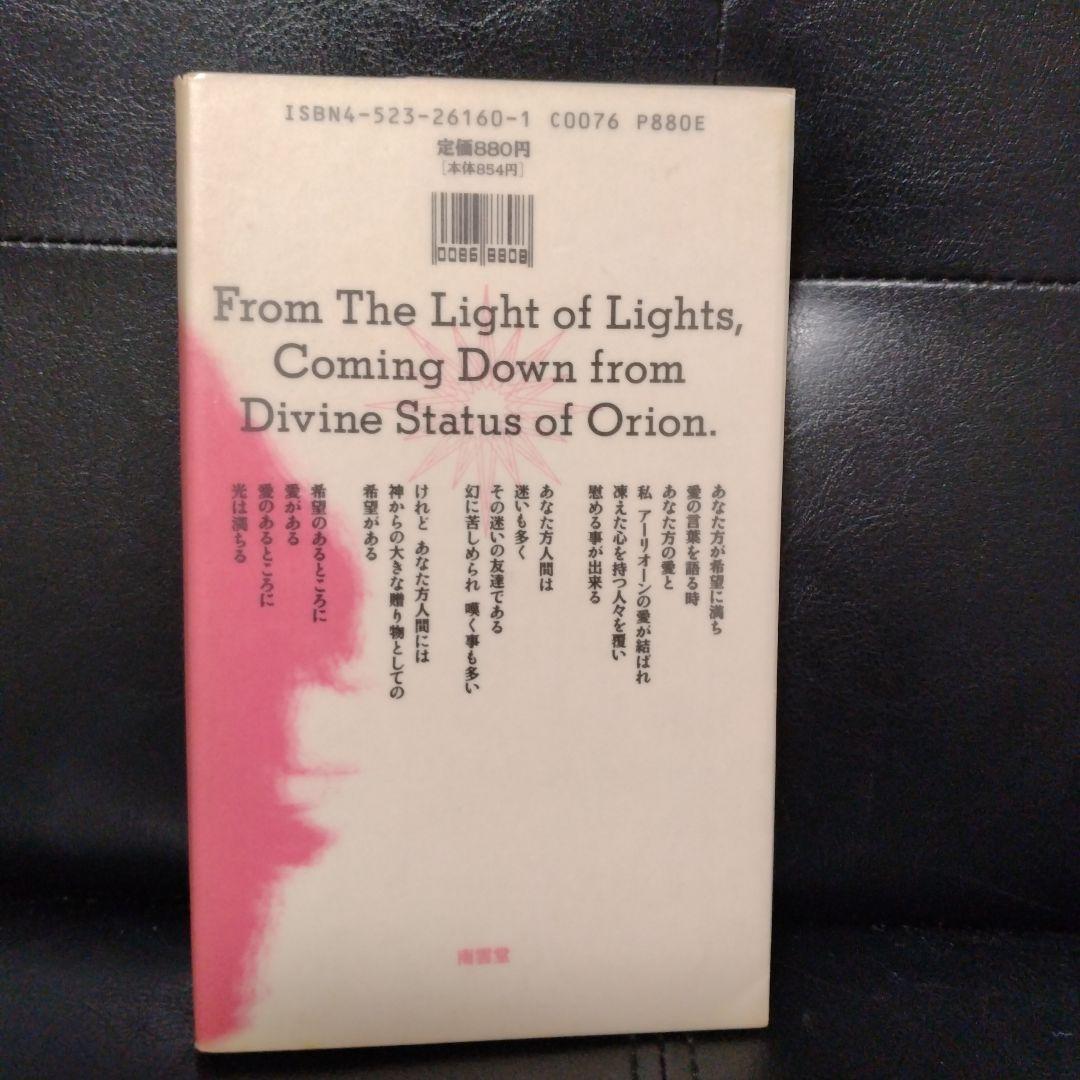 ISBN4-523-26160-1 C0076 P880E
定価880円
[本体854円]
From The Light of Lights,
Coming Down from
Divine Status of Orion.
あなた方が希望に満ち
愛の言葉を語る時
あなた方の愛と
私 アーリオーンの愛が結ばれ
凍えた心を持つ人々を覆い
慰める事が出来る
あなた方人間は
迷いも多く
その迷いの友達である
幻に苦しめられ 嘆く事も多い
けれど あなた方人間には
神からの大きな贈り物としての
希望がある
希望のあるところに
愛がある
愛のあるところに
光は満ちる
南雲堂